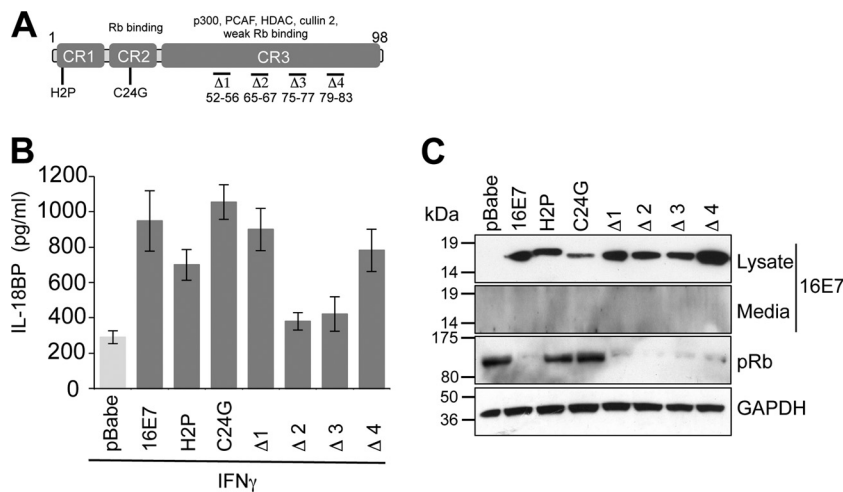 A
1
Rb binding
p300, PCAF, HDAC, cullin 2,
weak Rb binding
98
CR1
CR2
CR3
H2P
C24G
Δ1
Δ2
Δ3
Δ4
52-56
65-67
75-77
79-83
B
IL-18BP (pg/ml)
1200
1000
800
600
400
200
0
pBabe
16E7
H2P
C24G
Δ1
Δ 2
Δ 3
Δ 4
IFNγ
C
kDa
pBabe
16E7
H2P
C24G
Δ1
Δ 2
Δ 3
Δ 4
19
14
Lysate
19
14
Media
16E7
175
80
pRb
50
36
GAPDH